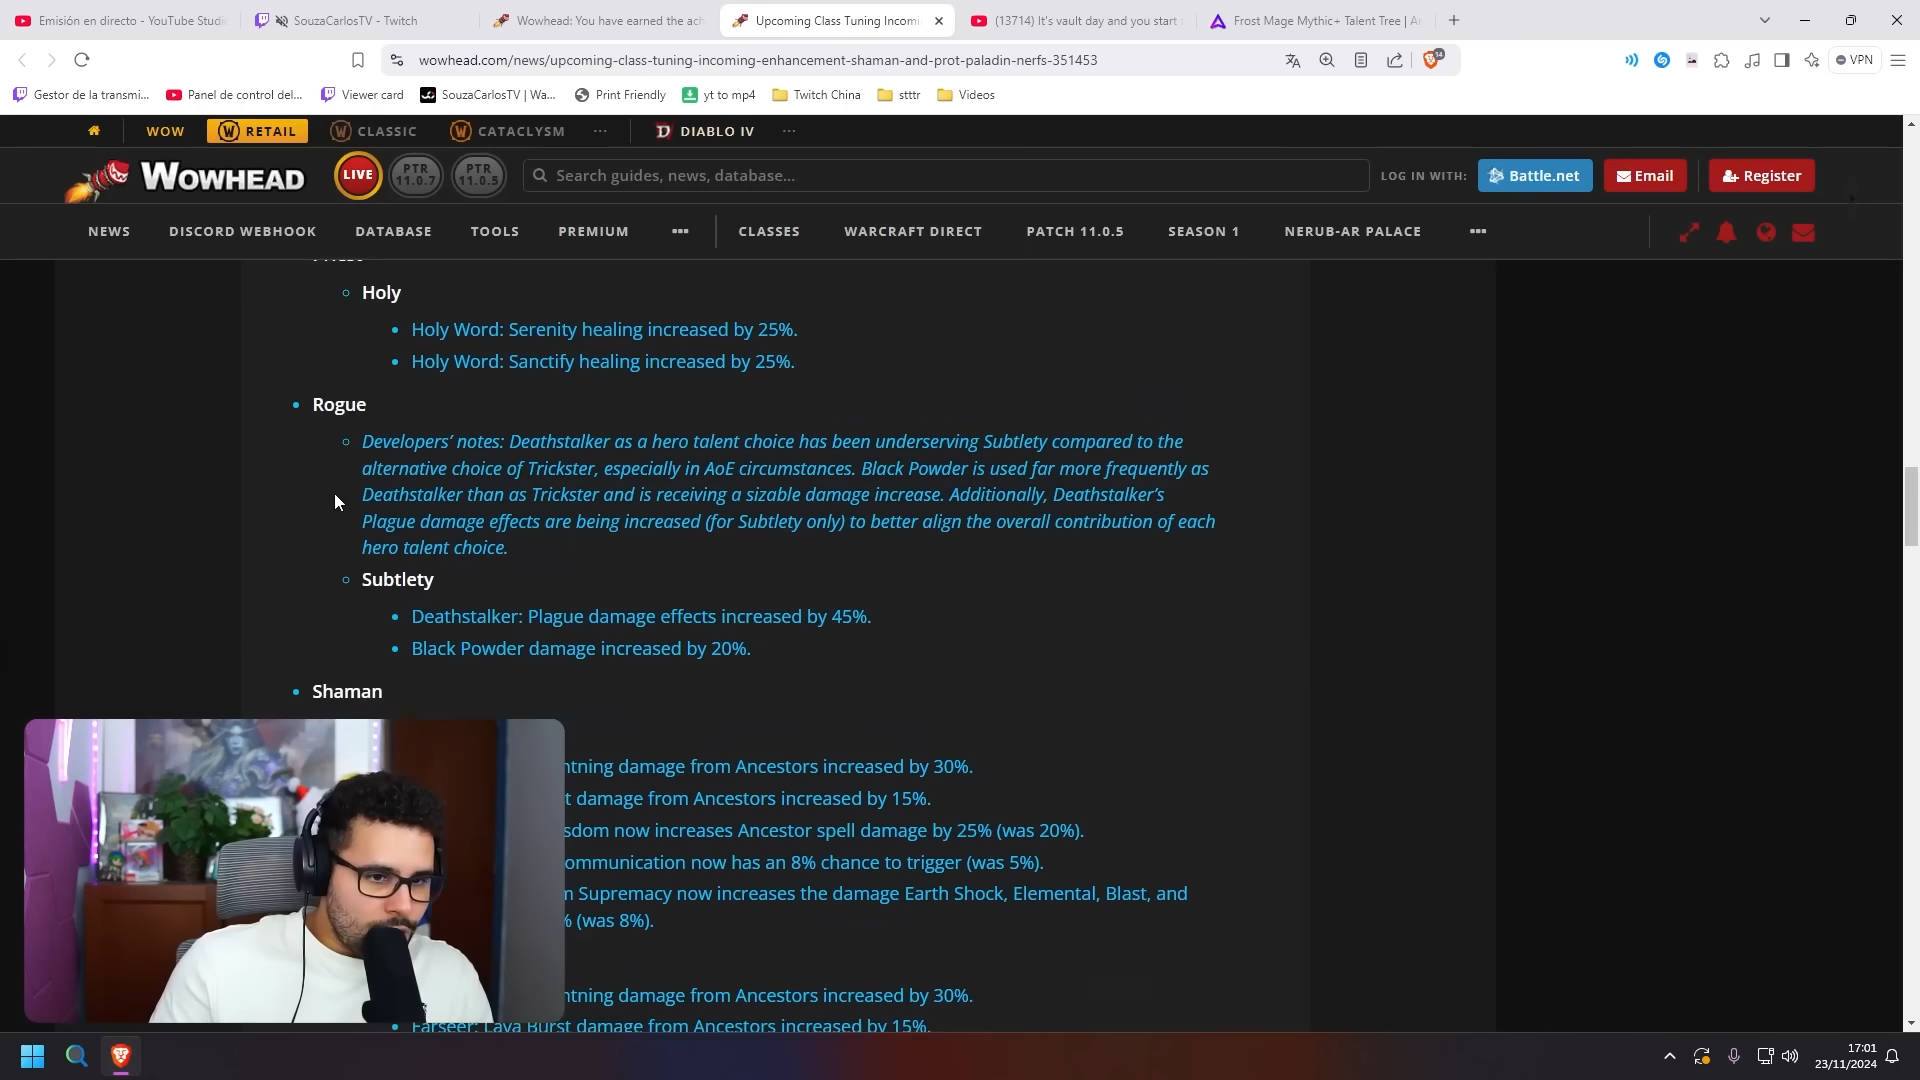 Emisión en directo - YouTube Studi
SouzaCarlosTV - Twitch
Wowhead: You have earned the ach
Upcoming Class Tuning Incomi
(13714) It's vault day and you start
Frost Mage Mythic+ Talent Tree |
wowhead.com/news/upcoming-class-tuning-incoming-enhancement-shaman-and-prot-paladin-nerfs-351453
VPN
Gestor de la transmi...
Panel de control del...
Viewer card
SouzaCarlosTV | Wa...
Print Friendly
yt to mp4
Twitch China
stttr
Videos
WOW
RETAIL
CLASSIC
CATACLYSM
DIABLO IV
WOWHEAD
LIVE
PTR 11.0.7
PTR 11.0.5
Search guides, news, database...
LOG IN WITH:
Battle.net
Email
Register
NEWS
DISCORD WEBHOOK
DATABASE
TOOLS
PREMIUM
CLASSES
WARCRAFT DIRECT
PATCH 11.0.5
SEASON 1
NERUB-AR PALACE
Holy
Holy Word: Serenity healing increased by 25%.
Holy Word: Sanctify healing increased by 25%.
Rogue
Developers' notes: Deathstalker as a hero talent choice has been underserving Subtlety compared to the
alternative choice of Trickster, especially in AoE circumstances. Black Powder is used far more frequently as
Deathstalker than as Trickster and is receiving a sizable damage increase. Additionally, Deathstalker's
Plague damage effects are being increased (for Subtlety only) to better align the overall contribution of each
hero talent choice.
Subtlety
Deathstalker: Plague damage effects increased by 45%.
Black Powder damage increased by 20%.
Shaman
ntning damage from Ancestors increased by 30%.
t damage from Ancestors increased by 15%.
sdom now increases Ancestor spell damage by 25% (was 20%).
ommunication now has an 8% chance to trigger (was 5%).
m Supremacy now increases the damage Earth Shock, Elemental, Blast, and
% (was 8%).
ntning damage from Ancestors increased by 30%.
Farseer: Lava Burst damage from Ancestors increased by 15%.
17:01
23/11/2024